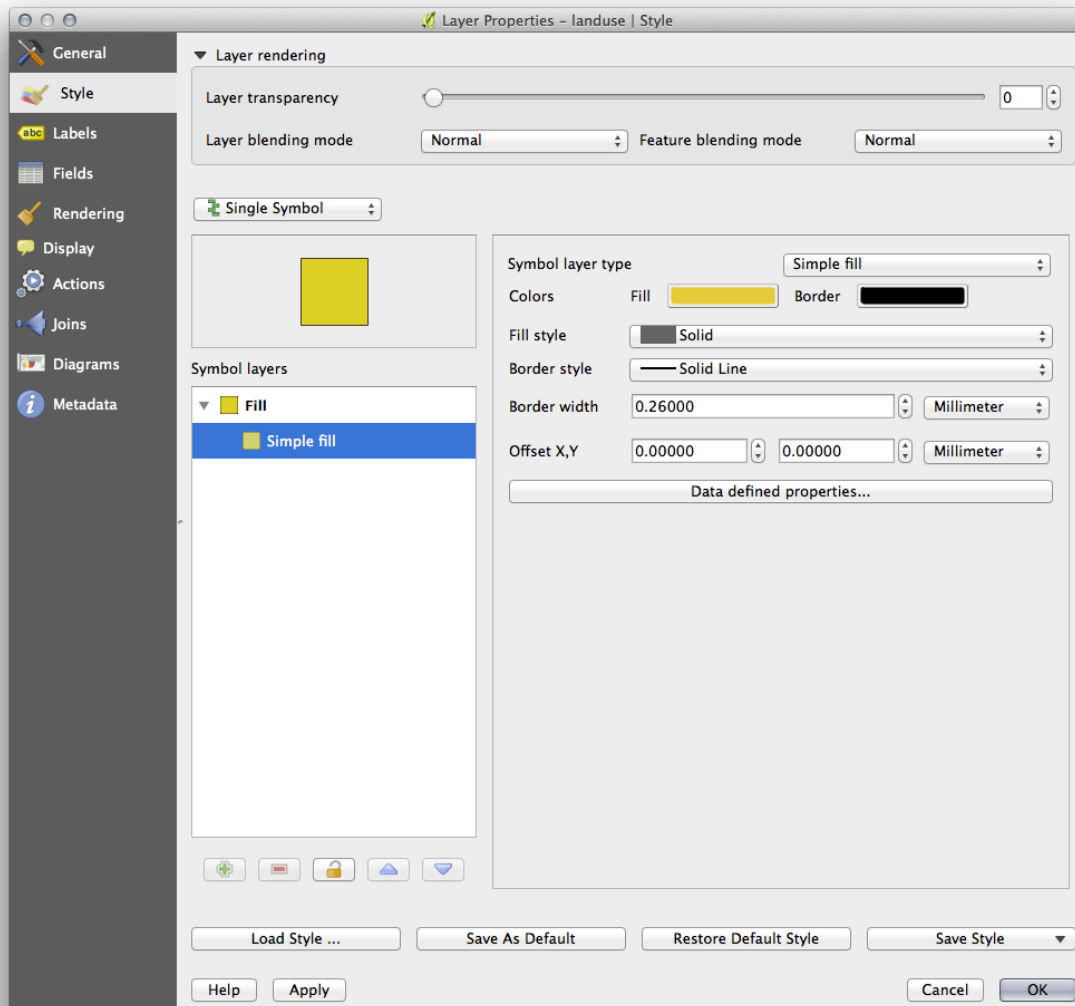 Layer Properties - landuse | Style
General
Style
abc Labels
Fields
Rendering
Display
Actions
Joins
Diagrams
i Metadata
Layer rendering
Layer transparency 0
Layer blending mode Normal Feature blending mode Normal
Single Symbol
Symbol layers
Fill
Simple fill
Symbol layer type Simple fill
Colors Fill Border
Fill style Solid
Border style Solid Line
Border width 0.26000 Millimeter
Offset X,Y 0.00000 0.00000 Millimeter
Data defined properties...
Load Style ... Save As Default Restore Default Style Save Style
Help Apply Cancel OK